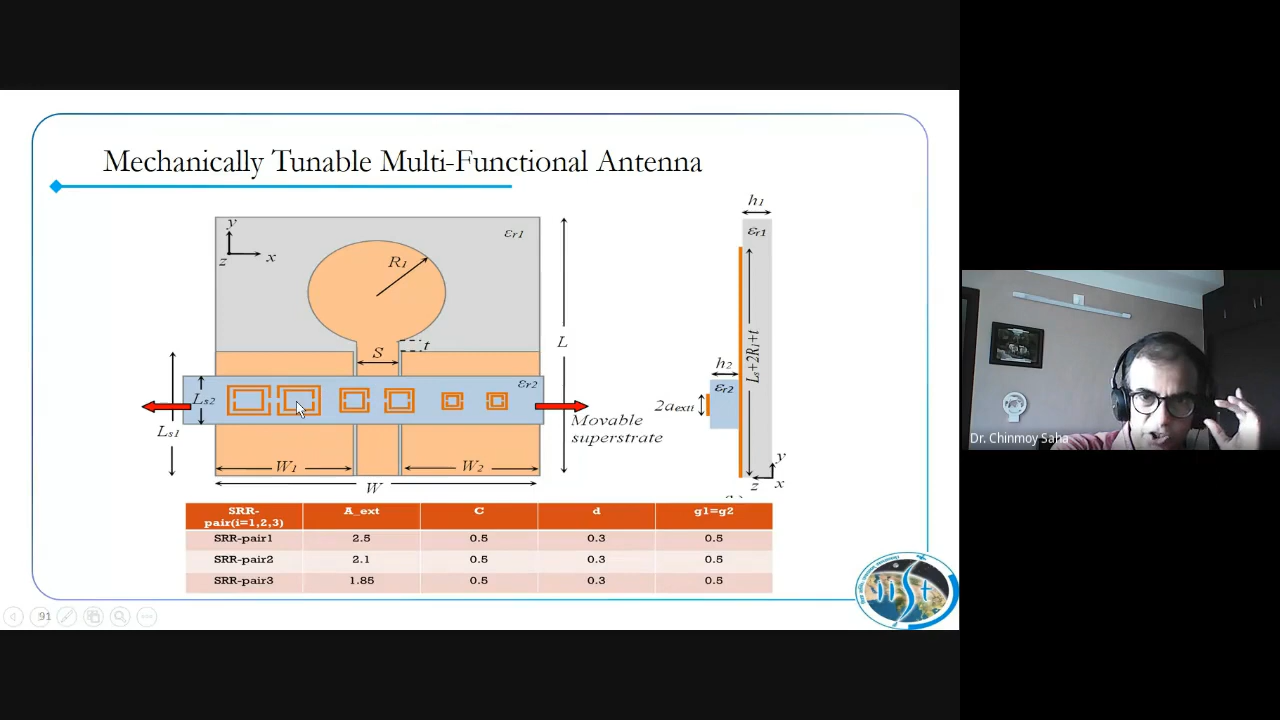 Mechanically Tunable Multi-Functional Antenna
h₁
y
x
z
εr1
εr1
R₁
S
t
L
Ls+2R₁+t
h₂
εr2
εr2
Ls2
Ls1
2aexti
Movable
superstrate
W₁
W₂
W
y
z
x
SRR-pair(i=1,2,3) A_ext C d g1=g2
SRR-pair1 2.5 0.5 0.3 0.5
SRR-pair2 2.1 0.5 0.3 0.5
SRR-pair3 1.85 0.5 0.3 0.5
91
Dr. Chinmoy Saha